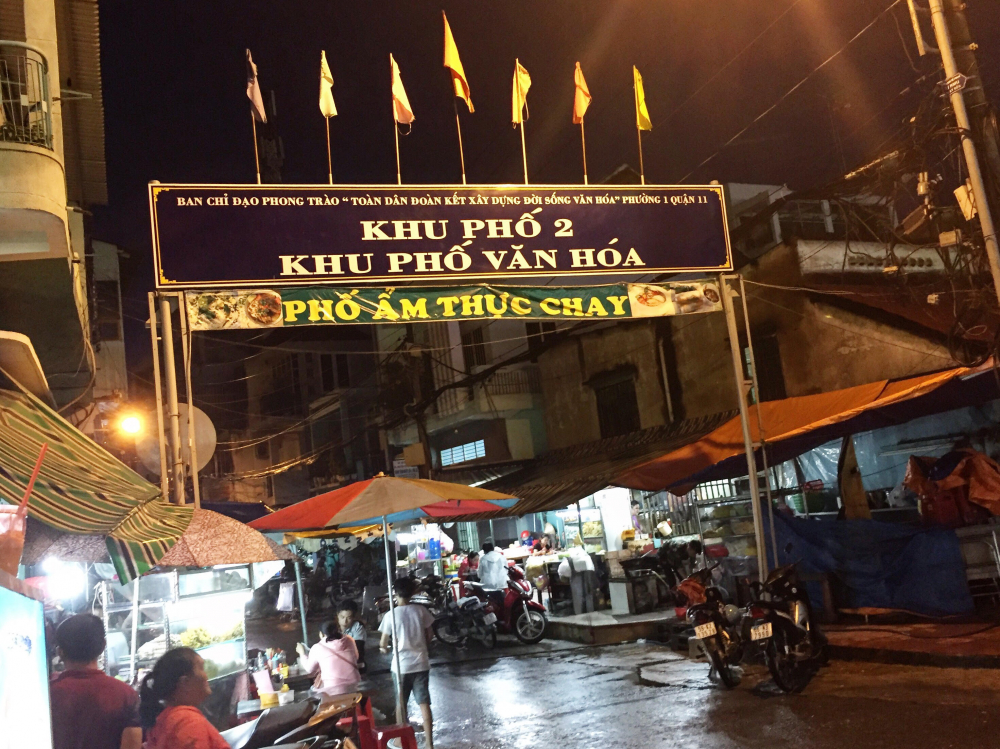 BAN CHỈ ĐẠO PHONG TRÀO “ TOÀN DÂN ĐOÀN KẾT XÂY DỰNG ĐỜI SỐNG VĂN HÓA” PHƯỜNG 1 QUẬN 11
KHU PHỐ 2
KHU PHỐ VĂN HÓA
PHỐ ẨM THỰC CHAY